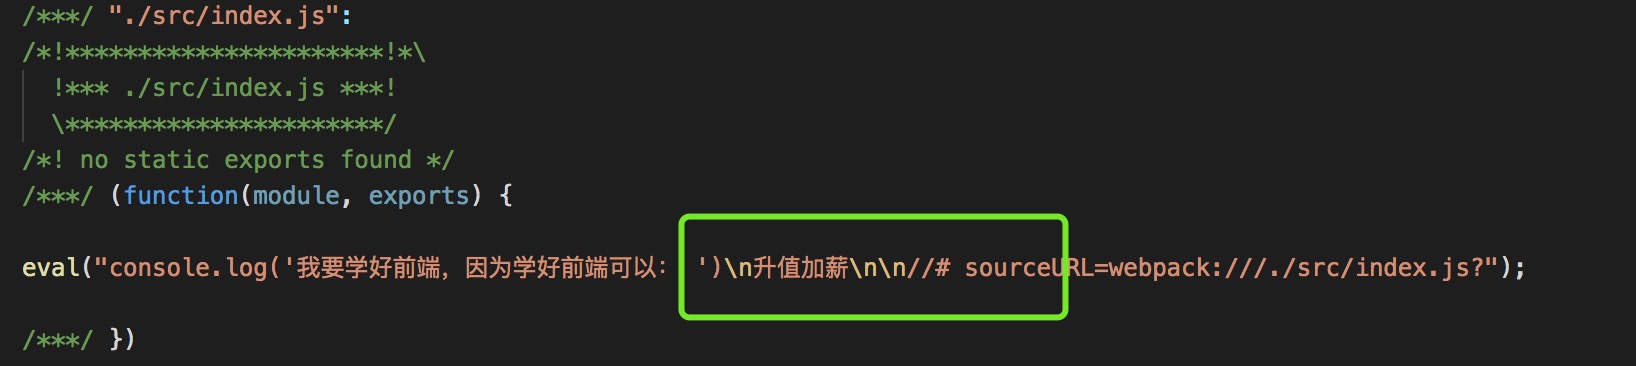 /***/ "./src/index.js":
/*!**********************!*\
!*** ./src/index.js ***!
\**********************/
/*! no static exports found */
/***/ (function(module, exports) {
eval("console.log('我要学好前端，因为学好前端可以： ')\n升值加薪\n\n//# sourceURL=webpack:///./src/index.js?");
/***/ })